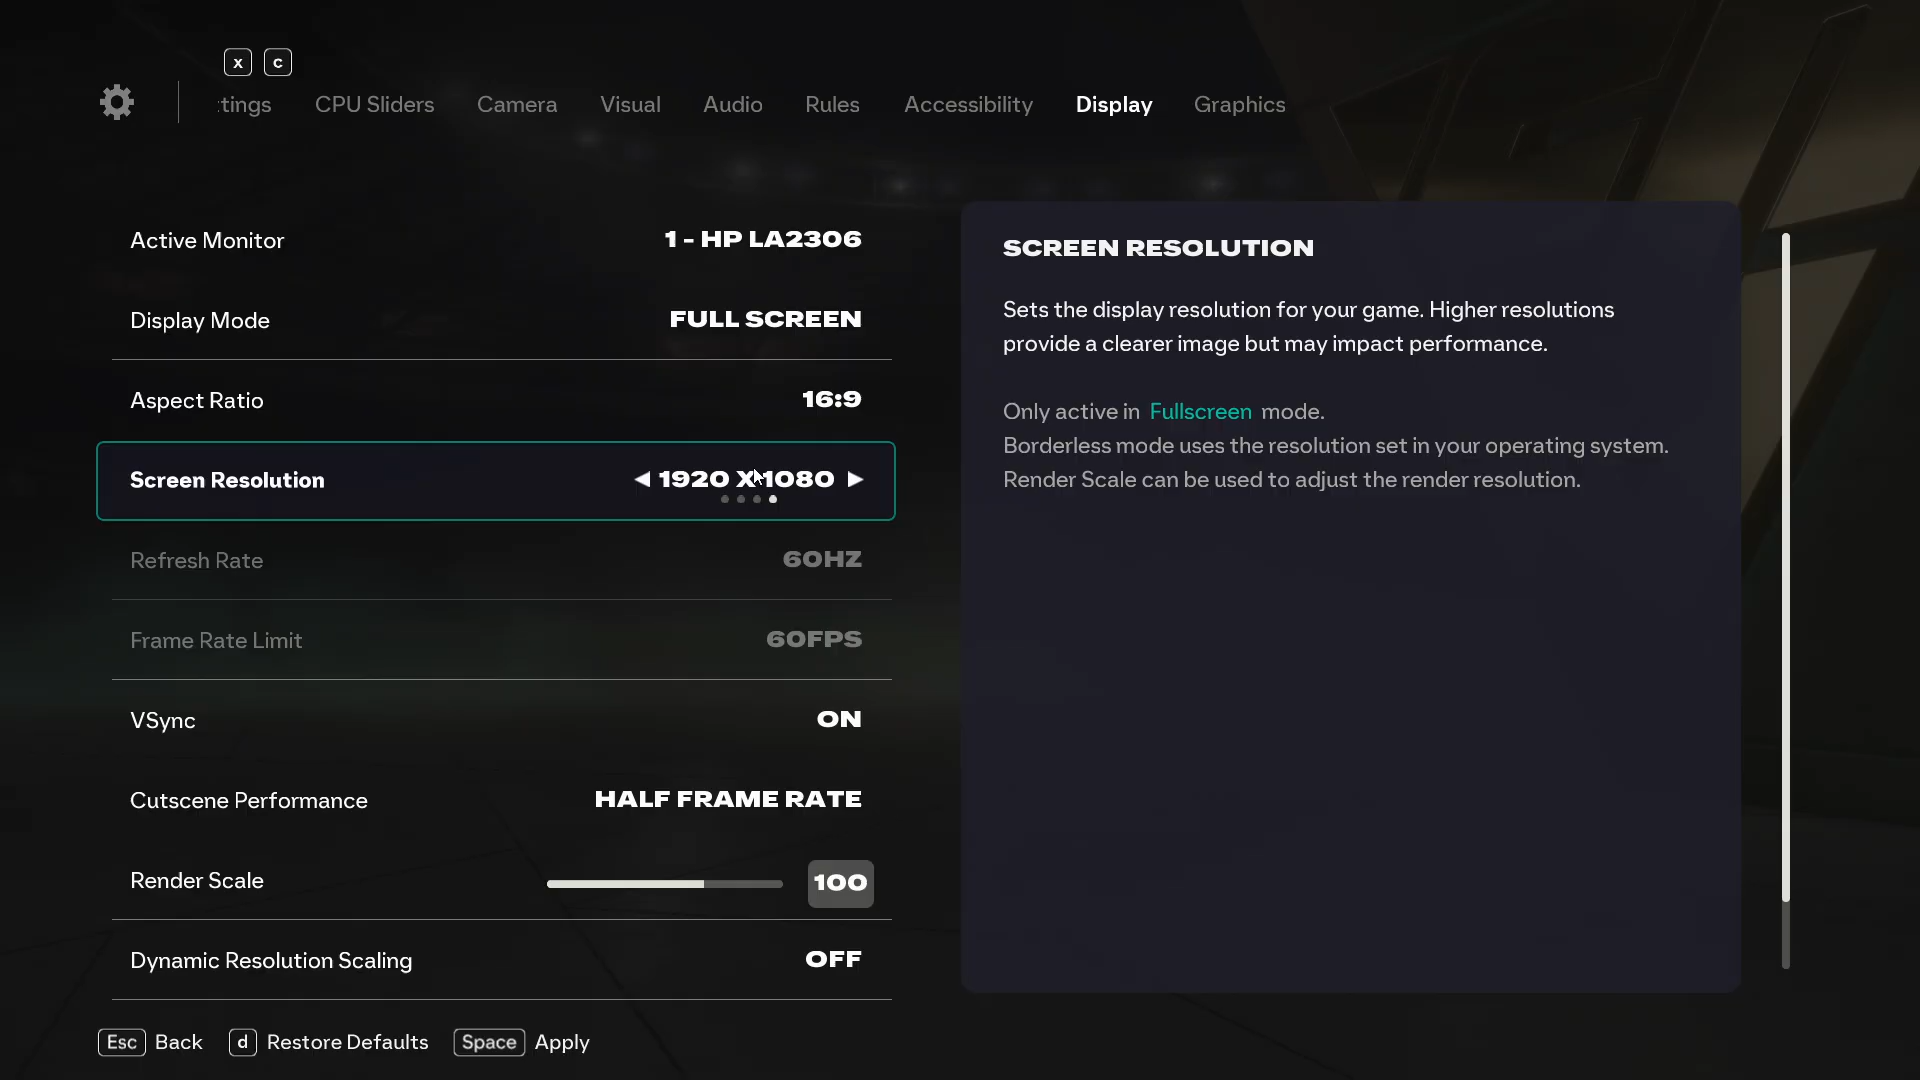 x c
tings CPU Sliders Camera Visual Audio Rules Accessibility Display Graphics
Active Monitor 1 - HP LA2306
Display Mode FULL SCREEN
Aspect Ratio 16:9
Screen Resolution 1920 X 1080
Refresh Rate 60HZ
Frame Rate Limit 60FPS
VSync ON
Cutscene Performance HALF FRAME RATE
Render Scale 100
Dynamic Resolution Scaling OFF
SCREEN RESOLUTION
Sets the display resolution for your game. Higher resolutions
provide a clearer image but may impact performance.
Only active in Fullscreen mode.
Borderless mode uses the resolution set in your operating system.
Render Scale can be used to adjust the render resolution.
Esc Back d Restore Defaults Space Apply